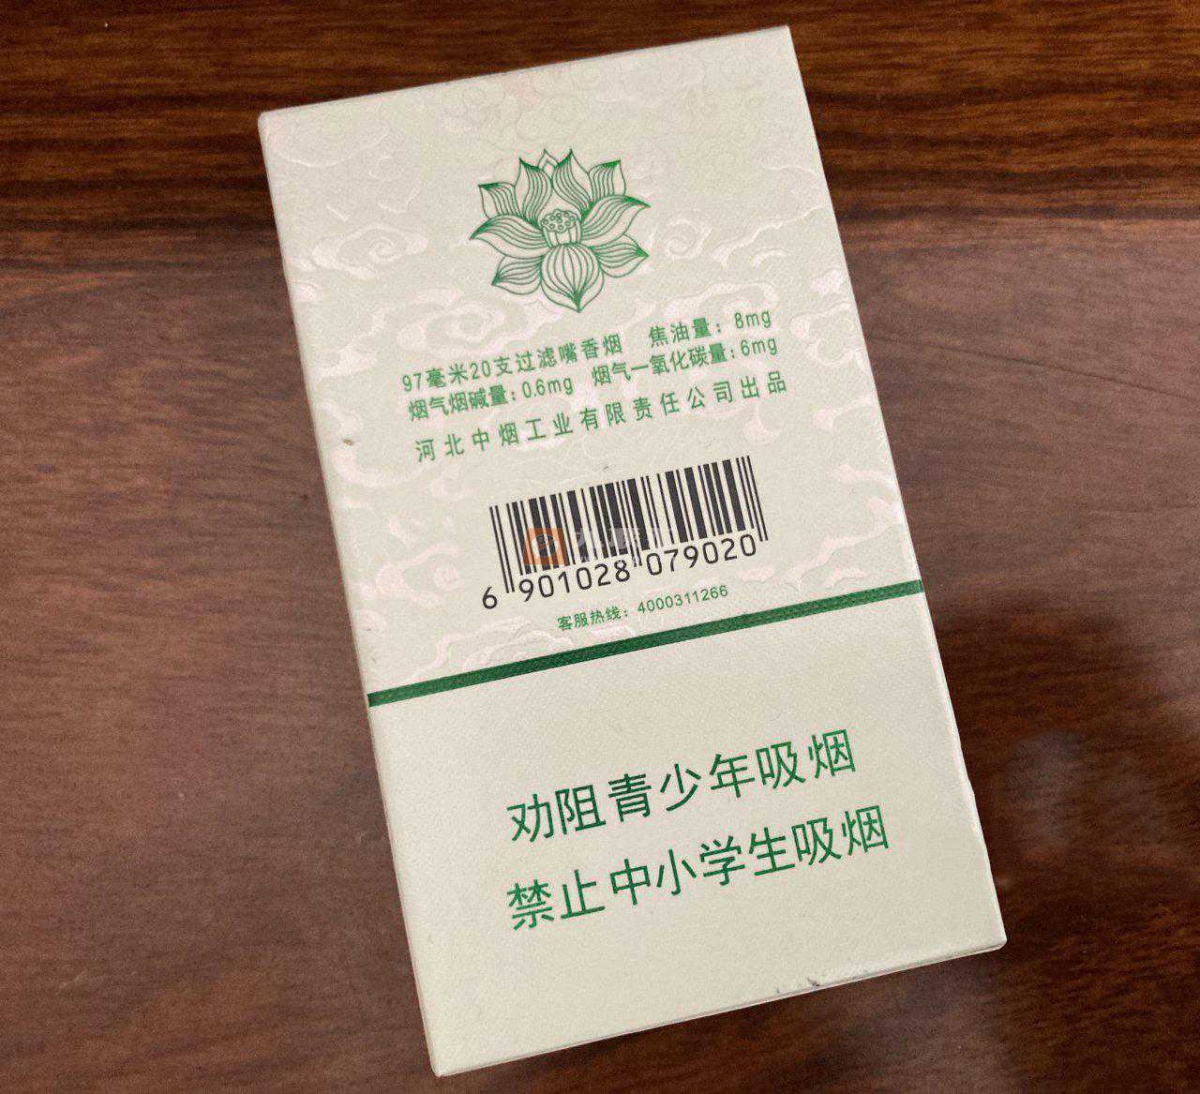 97毫米20支过滤嘴香烟 焦油量：8mg
烟气烟碱量：0.6mg 烟气一氧化碳量：6mg
河北中烟工业有限责任公司出品
6 901028 079020
客服热线：4000311266
劝阻青少年吸烟
禁止中小学生吸烟